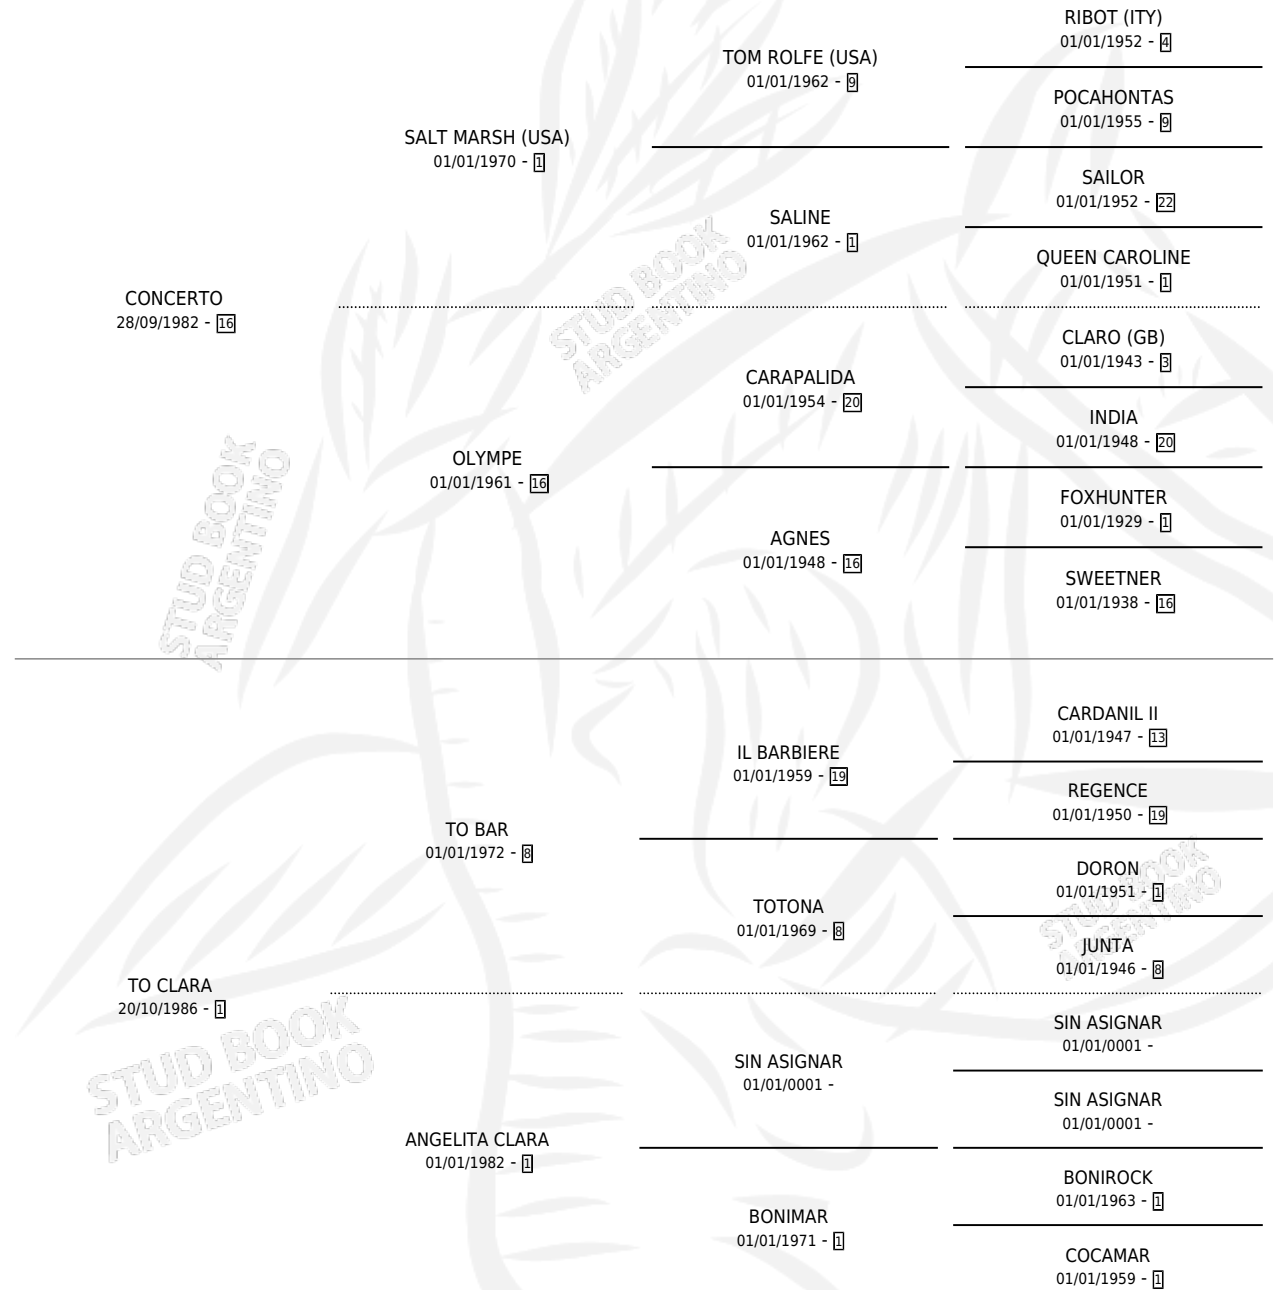 RIBOT (ITY)
01/01/1952 - 4
TOM ROLFE (USA)
01/01/1962 - 9
POCAHONTAS
01/01/1955 - 9
SALT MARSH (USA)
01/01/1970 - 1
SAILOR
01/01/1952 - 22
SALINE
01/01/1962 - 1
QUEEN CAROLINE
01/01/1951 - 1
CONCERTO
28/09/1982 - 16
STUD BOOK
ARGENTINO
CLARO (GB)
01/01/1943 - 3
CARAPALIDA
01/01/1954 - 20
INDIA
01/01/1948 - 20
OLYMPE
01/01/1961 - 16
FOXHUNTER
01/01/1929 - 1
AGNES
01/01/1948 - 16
SWEETNER
01/01/1938 - 16
STUD BOOK
ARGENTINO
CARDANIL II
01/01/1947 - 13
IL BARBIERE
01/01/1959 - 19
REGENCE
01/01/1950 - 19
TO BAR
01/01/1972 - 8
DORON
01/01/1951 - 1
TOTONA
01/01/1969 - 8
JUNTA
01/01/1946 - 8
STUD BOOK
ARGENTINO
TO CLARA
20/10/1986 - 1
SIN ASIGNAR
01/01/0001 -
SIN ASIGNAR
01/01/0001 -
SIN ASIGNAR
01/01/0001 -
STUD BOOK
ARGENTINO
ANGELITA CLARA
01/01/1982 - 1
BONIROCK
01/01/1963 - 1
BONIMAR
01/01/1971 - 1
COCAMAR
01/01/1959 - 1